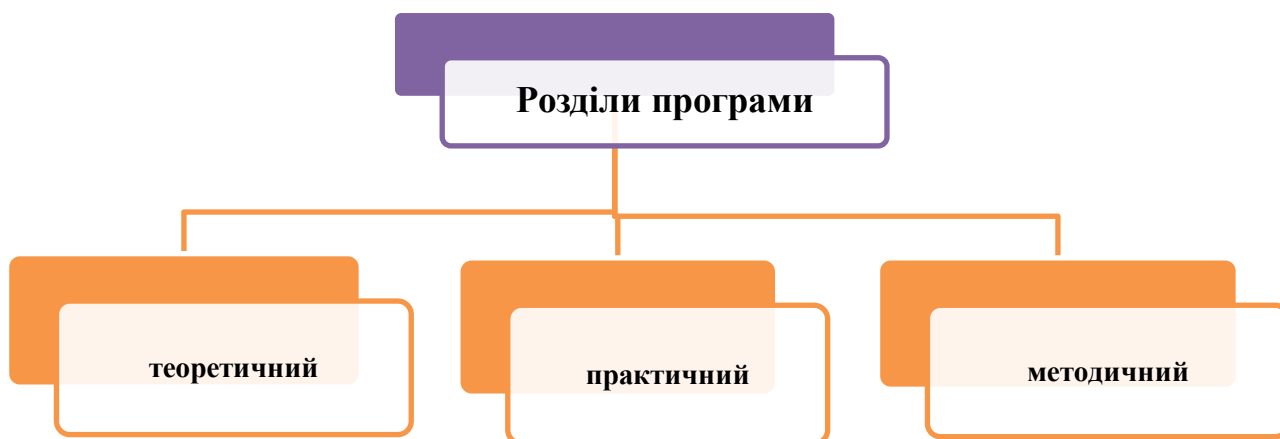 Розділи програми
теоретичний
практичний
методичний